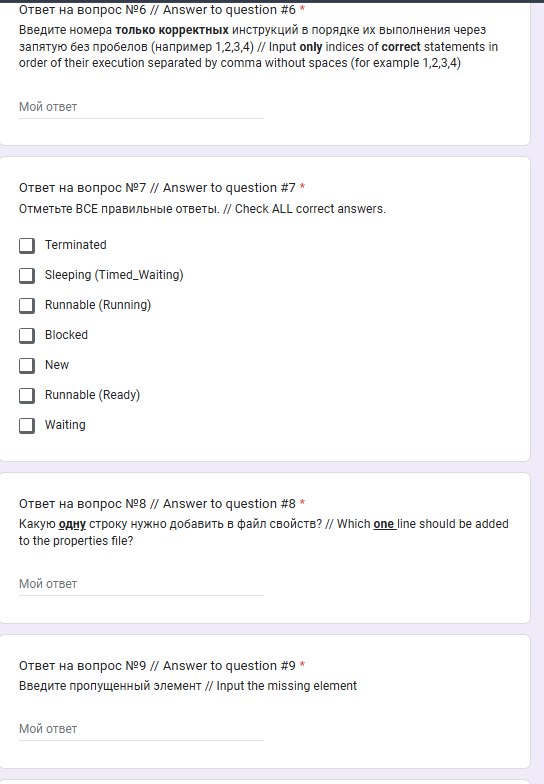 Ответ на вопрос №6 // Answer to question #6 *
Введите номера только корректных инструкций в порядке их выполнения через
запятую без пробелов (например 1,2,3,4) // Input only indices of correct statements in
order of their execution separated by comma without spaces (for example 1,2,3,4)
Мой ответ
Ответ на вопрос №7 // Answer to question #7 *
Отметьте ВСЕ правильные ответы. // Check ALL correct answers.
Terminated
Sleeping (Timed_Waiting)
Runnable (Running)
Blocked
New
Runnable (Ready)
Waiting
Ответ на вопрос №8 // Answer to question #8 *
Какую одну строку нужно добавить в файл свойств? // Which one line should be added
to the properties file?
Мой ответ
Ответ на вопрос №9 // Answer to question #9 *
Введите пропущенный элемент // Input the missing element
Мой ответ